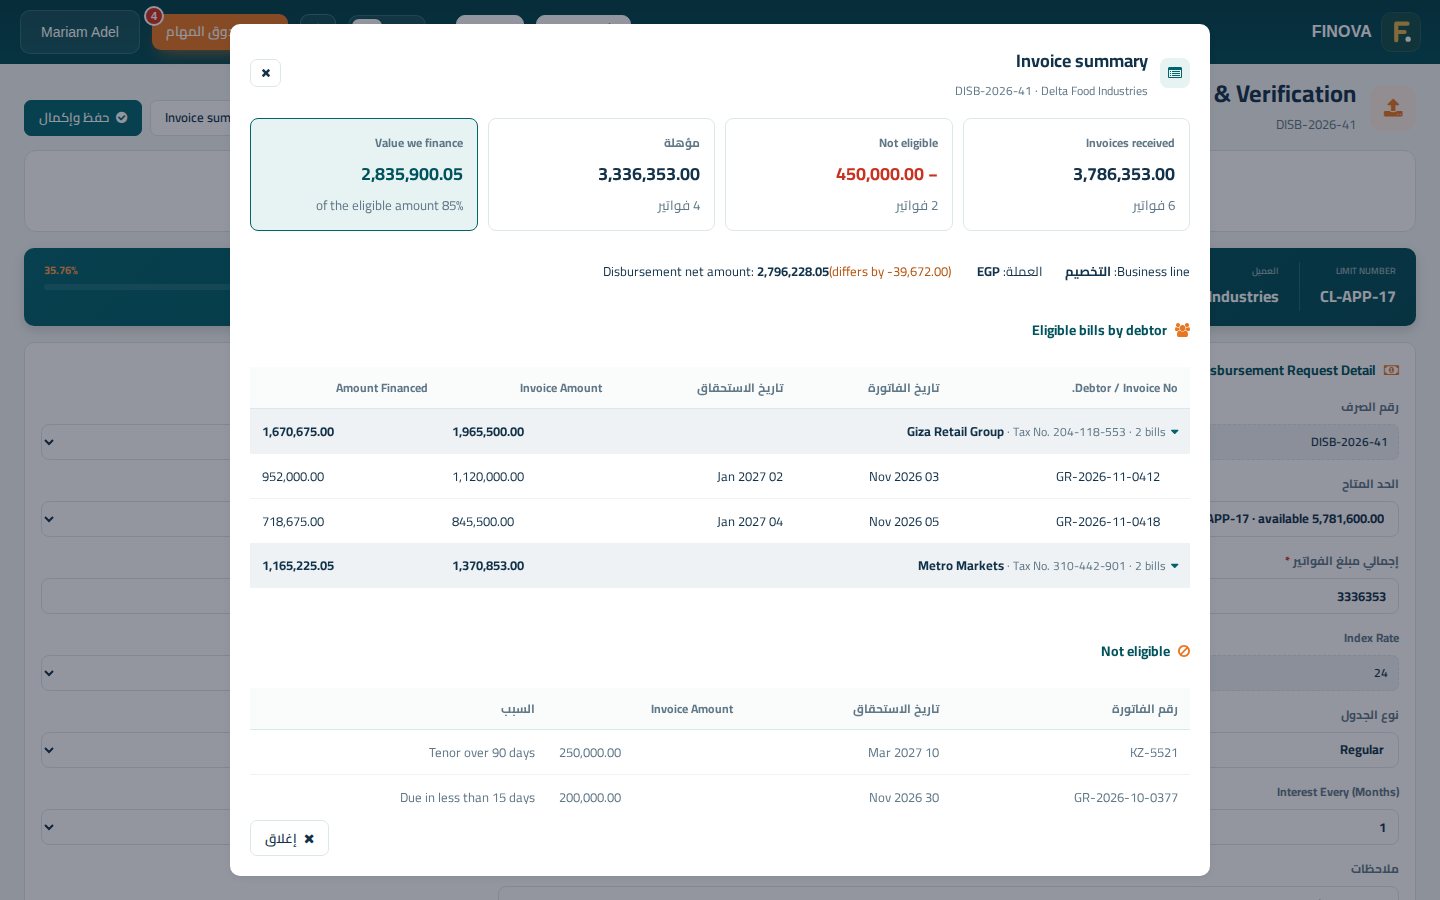 FINOVA
4
Mariam Adel
& Verification
DISB-2026-41
Invoice sum
حفظ وإكمال
35.76%
LIMIT NUMBER
CL-APP-17
العميل
ndustries
sbursement Request Detail
رقم الصرف
DISB-2026-41
الحد المتاح
APP-17 · available 5,781,600.00
إجمالي مبلغ الفواتير *
3336353
Index Rate
24
نوع الجدول
Regular
Interest Every (Months)
1
ملاحظات
Invoice summary
DISB-2026-41 · Delta Food Industries
Invoices received
3,786,353.00
6 فواتير
Not eligible
450,000.00 −
2 فواتير
مؤهلة
3,336,353.00
4 فواتير
Value we finance
2,835,900.05
of the eligible amount 85%
Business line: التخصيم العملة: EGP Disbursement net amount: 2,796,228.05(differs by -39,672.00)
Eligible bills by debtor
Debtor / Invoice No. تاريخ الفاتورة تاريخ الاستحقاق Invoice Amount Amount Financed
Giza Retail Group · Tax No. 204-118-553 · 2 bills 1,965,500.00 1,670,675.00
GR-2026-11-0412 Nov 2026 03 Jan 2027 02 1,120,000.00 952,000.00
GR-2026-11-0418 Nov 2026 05 Jan 2027 04 845,500.00 718,675.00
Metro Markets · Tax No. 310-442-901 · 2 bills 1,370,853.00 1,165,225.05
Not eligible
رقم الفاتورة تاريخ الاستحقاق Invoice Amount السبب
KZ-5521 Mar 2027 10 250,000.00 Tenor over 90 days
GR-2026-10-0377 Nov 2026 30 200,000.00 Due in less than 15 days
إغلاق